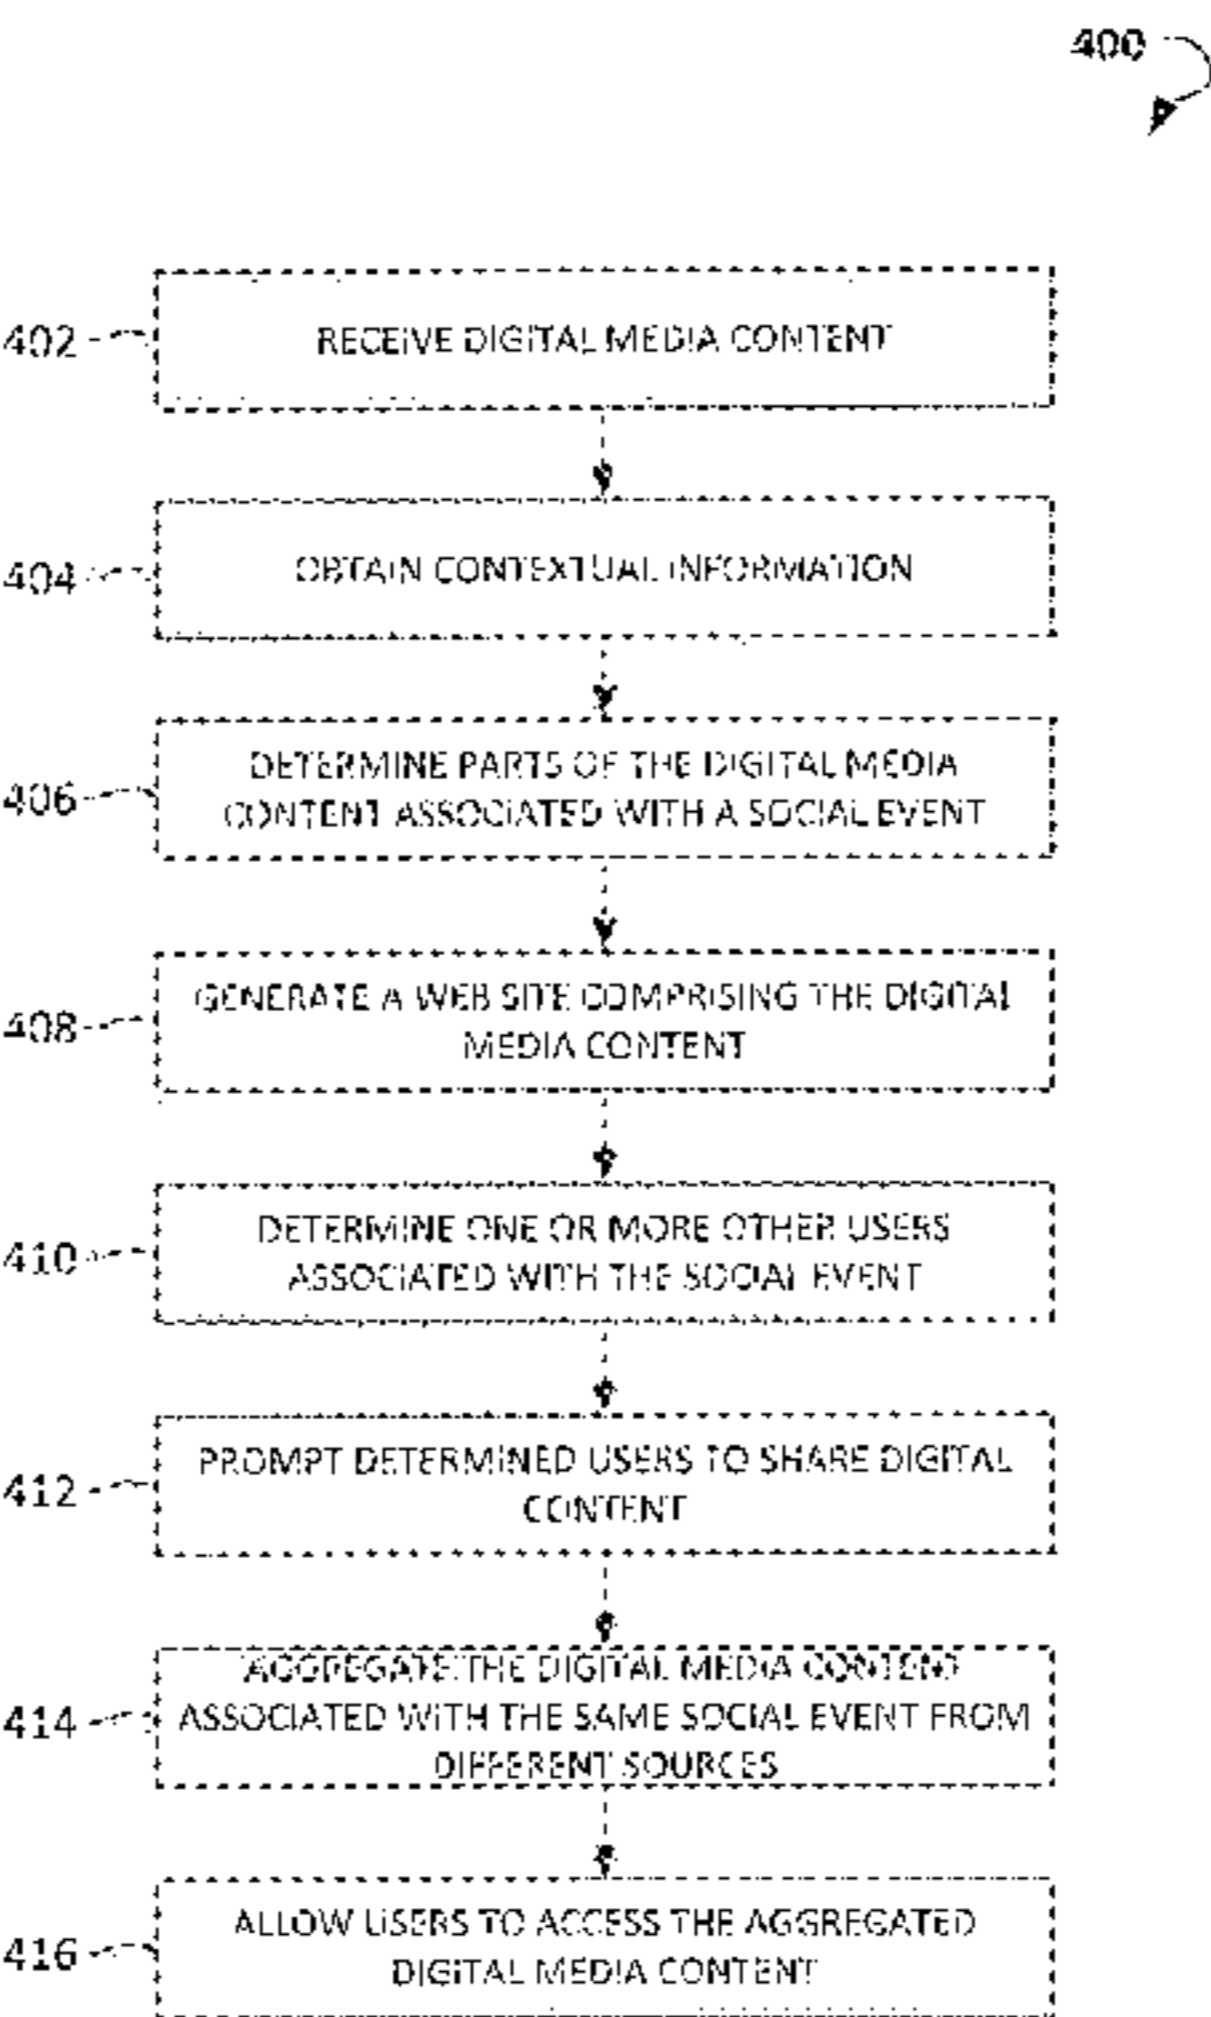 400
402
RECEIVE DIGITAL MEDIA CONTENT
404
OBTAIN CONTEXTUAL INFORMATION
406
DETERMINE PARTS OF THE DIGITAL MEDIA
CONTENT ASSOCIATED WITH A SOCIAL EVENT
408
GENERATE A WEB SITE COMPRISING THE DIGITAL
MEDIA CONTENT
410
DETERMINE ONE OR MORE OTHER USERS
ASSOCIATED WITH THE SOCIAL EVENT
412
PROMPT DETERMINED USERS TO SHARE DIGITAL
CONTENT
414
AGGREGATE THE DIGITAL MEDIA CONTENT
ASSOCIATED WITH THE SAME SOCIAL EVENT FROM
DIFFERENT SOURCES
416
ALLOW USERS TO ACCESS THE AGGREGATED
DIGITAL MEDIA CONTENT